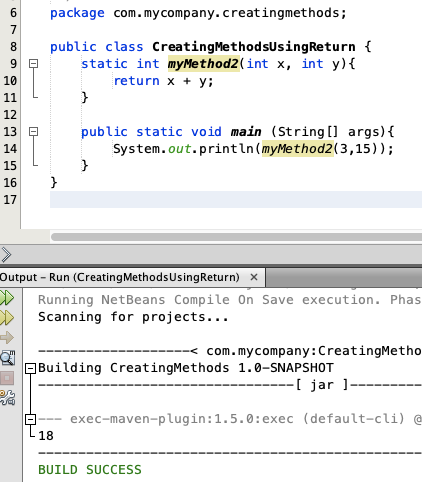 6 package com.mycompany.creatingmethods;
7
8 public class CreatingMethodsUsingReturn {
9 static int myMethod2(int x, int y){
10 return x + y;
11 }
12
13 public static void main (String[] args){
14 System.out.println(myMethod2(3,15));
15 }
16 }
17
Output – Run (CreatingMethodsUsingReturn) ×
Running NetBeans Compile On Save execution. Phas
Scanning for projects...
--------------------< com.mycompany:CreatingMetho
Building CreatingMethods 1.0-SNAPSHOT
--------------------------------[ jar ]---------
--- exec-maven-plugin:1.5.0:exec (default-cli) @
18
------------------------------------------------
BUILD SUCCESS